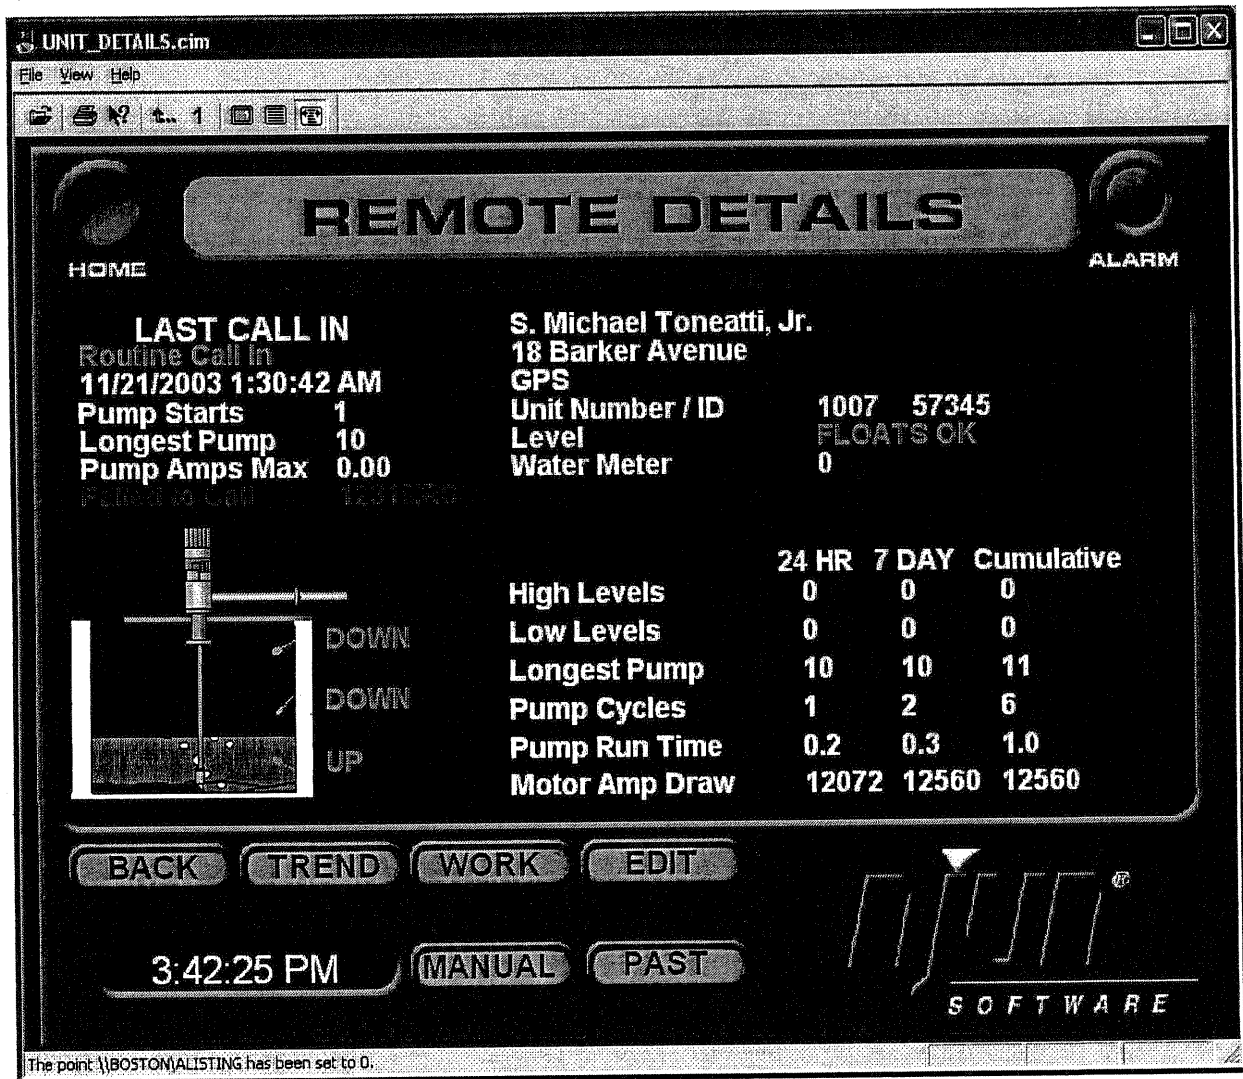 UNIT_DETAILS.cim
File View Help
1
REMOTE DETAILS
HOME
ALARM
LAST CALL IN
Routine Call In
11/21/2003 1:30:42 AM
Pump Starts 1
Longest Pump 10
Pump Amps Max 0.00
Failed to Call
S. Michael Toneatti, Jr.
18 Barker Avenue
GPS
Unit Number / ID 1007 57345
Level FLOATS OK
Water Meter 0
24 HR 7 DAY Cumulative
High Levels 0 0 0
Low Levels 0 0 0
Longest Pump 10 10 11
Pump Cycles 1 2 6
Pump Run Time 0.2 0.3 1.0
Motor Amp Draw 12072 12560 12560
DOWN
DOWN
UP
BACK TREND WORK EDIT
3:42:25 PM MANUAL PAST
SOFTWARE
The point \\BOSTON\ALISTING has been set to 0.